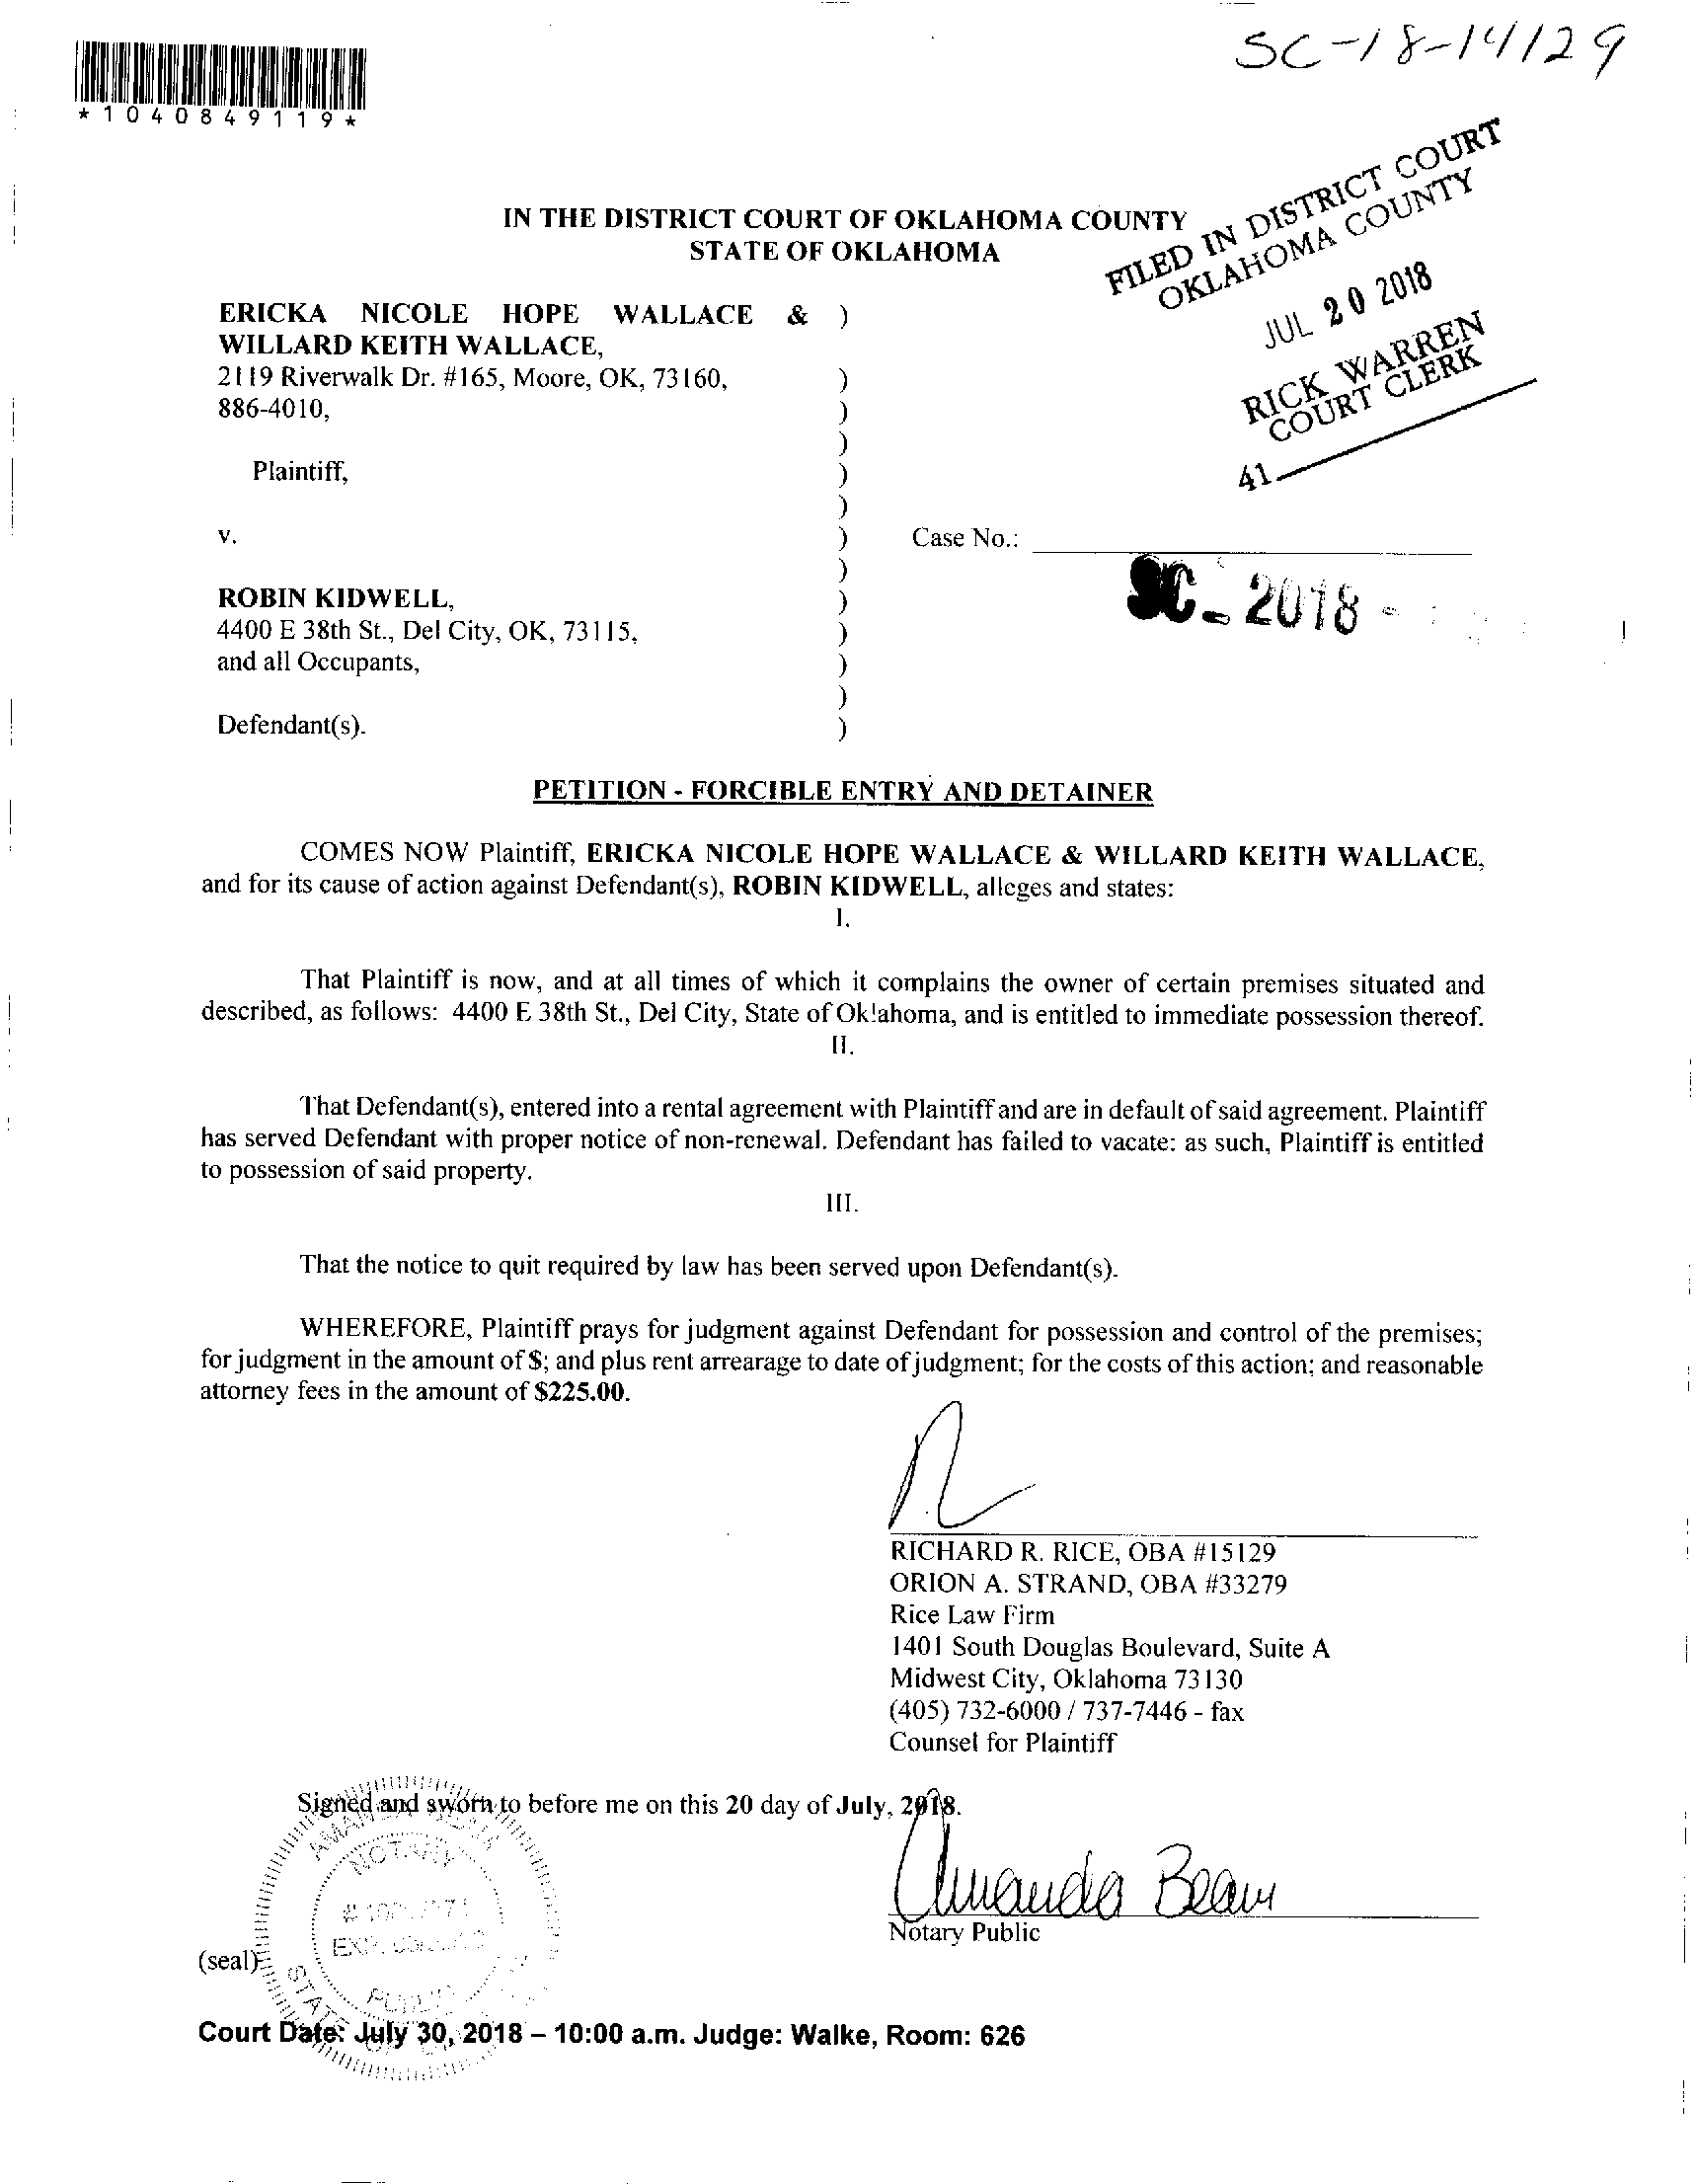 SC-18-14129
*1040849119*
FILED IN DISTRICT COURT
OKLAHOMA COUNTY
JUL 20 2018
RICK WARREN
COURT CLERK
41
IN THE DISTRICT COURT OF OKLAHOMA COUNTY
STATE OF OKLAHOMA
ERICKA NICOLE HOPE WALLACE & )
WILLARD KEITH WALLACE,
2119 Riverwalk Dr. #165, Moore, OK, 73160, )
886-4010, )
)
Plaintiff, )
)
v. ) Case No.:
)
SC-2018-
ROBIN KIDWELL, )
4400 E 38th St., Del City, OK, 73115, )
and all Occupants, )
)
Defendant(s). )
PETITION - FORCIBLE ENTRY AND DETAINER
COMES NOW Plaintiff, ERICKA NICOLE HOPE WALLACE & WILLARD KEITH WALLACE,
and for its cause of action against Defendant(s), ROBIN KIDWELL, alleges and states:
I.
That Plaintiff is now, and at all times of which it complains the owner of certain premises situated and
described, as follows: 4400 E 38th St., Del City, State of Oklahoma, and is entitled to immediate possession thereof.
II.
That Defendant(s), entered into a rental agreement with Plaintiff and are in default of said agreement. Plaintiff
has served Defendant with proper notice of non-renewal. Defendant has failed to vacate: as such, Plaintiff is entitled
to possession of said property.
III.
That the notice to quit required by law has been served upon Defendant(s).
WHEREFORE, Plaintiff prays for judgment against Defendant for possession and control of the premises;
for judgment in the amount of $; and plus rent arrearage to date of judgment; for the costs of this action; and reasonable
attorney fees in the amount of $225.00.
RICHARD R. RICE, OBA #15129
ORION A. STRAND, OBA #33279
Rice Law Firm
1401 South Douglas Boulevard, Suite A
Midwest City, Oklahoma 73130
(405) 732-6000 / 737-7446 - fax
Counsel for Plaintiff
Signed and sworn to before me on this 20 day of July, 2018.
Amanda Beam
Notary Public
AMANDA
NOTARY
EXP.
PUBLIC
STATE OF
(seal)
Court Date: July 30, 2018 – 10:00 a.m. Judge: Walke, Room: 626